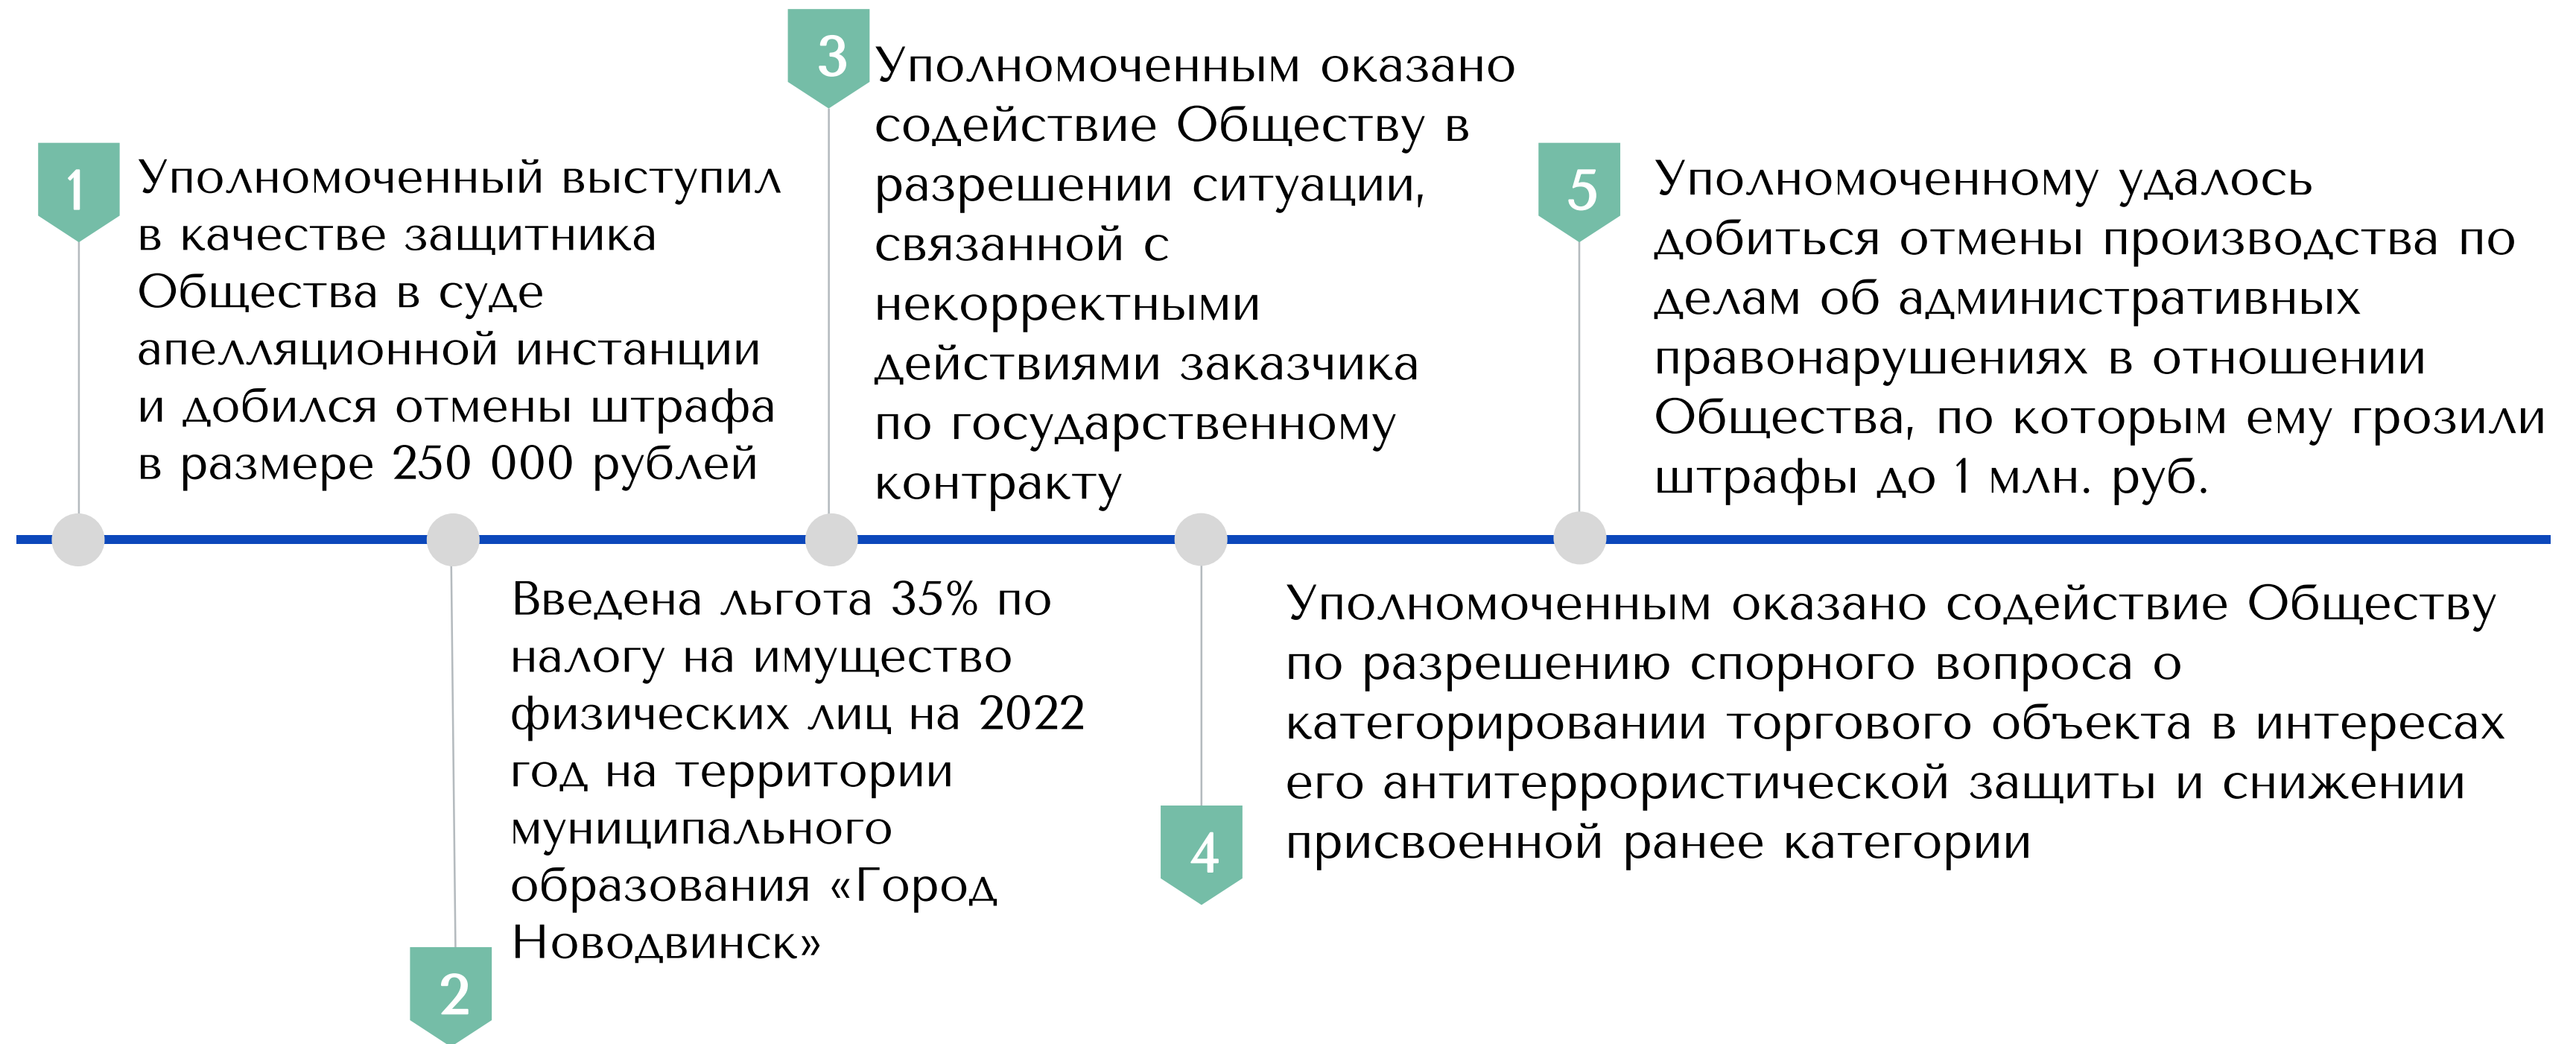 1
Уполномоченный выступил
в качестве защитника
Общества в суде
апелляционной инстанции
и добился отмены штрафа
в размере 250 000 рублей
2
Введена льгота 35% по
налогу на имущество
физических лиц на 2022
год на территории
муниципального
образования «Город
Новодвинск»
3
Уполномоченным оказано
содействие Обществу в
разрешении ситуации,
связанной с
некорректными
действиями заказчика
по государственному
контракту
4
Уполномоченным оказано содействие Обществу
по разрешению спорного вопроса о
категорировании торгового объекта в интересах
его антитеррористической защиты и снижении
присвоенной ранее категории
5
Уполномоченному удалось
добиться отмены производства по
делам об административных
правонарушениях в отношении
Общества, по которым ему грозили
штрафы до 1 млн. руб.